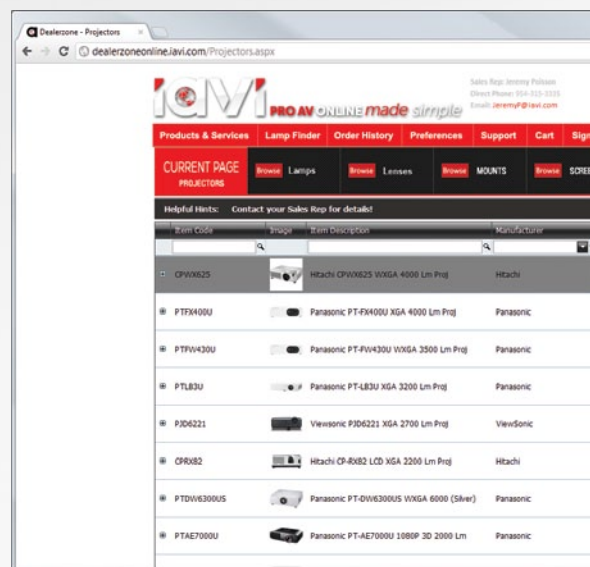 Dealerzone - Projectors
dealerzoneonline.iavi.com/Projectors.aspx
iavi PRO AV ONLINE made simple
Sales Rep: Jeremy Polsson
Email: JeremyF@iavi.com
Products & Services Lamp Finder Order History Preferences Support Cart Sign
CURRENT PAGE
PROJECTORS
Browse Lamps Browse Lenses Browse MOUNTS Browse SCREE
Helpful Hints: Contact your Sales Rep for details!
Item Code Image Item Description Manufacturer
CPWX625 Hitachi CPWX625 WXGA 4000 Lm Proj Hitachi
PTFX400U Panasonic PT-FX400U XGA 4000 Lm Proj Panasonic
PTFW430U Panasonic PT-FW430U WXGA 3500 Lm Proj Panasonic
PTLB3U Panasonic PT-LB3U XGA 3200 Lm Proj Panasonic
PJD6221 Viewsonic PJD6221 XGA 2700 Lm Proj ViewSonic
CPRX82 Hitachi CP-RX82 LCD XGA 2200 Lm Proj Hitachi
PTDW6300US Panasonic PT-DW6300US WXGA 6000 (Silver) Panasonic
PTAE7000U Panasonic PT-AE7000U 1080P 3D 2000 Lm Panasonic